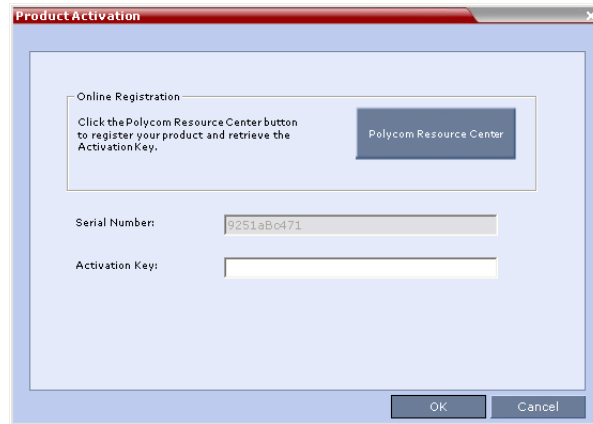 Product Activation
x
Online Registration
Click the Polycom Resource Center button
to register your product and retrieve the
Activation Key.
Polycom Resource Center
Serial Number:
9251aBc471
Activation Key:
OK
Cancel